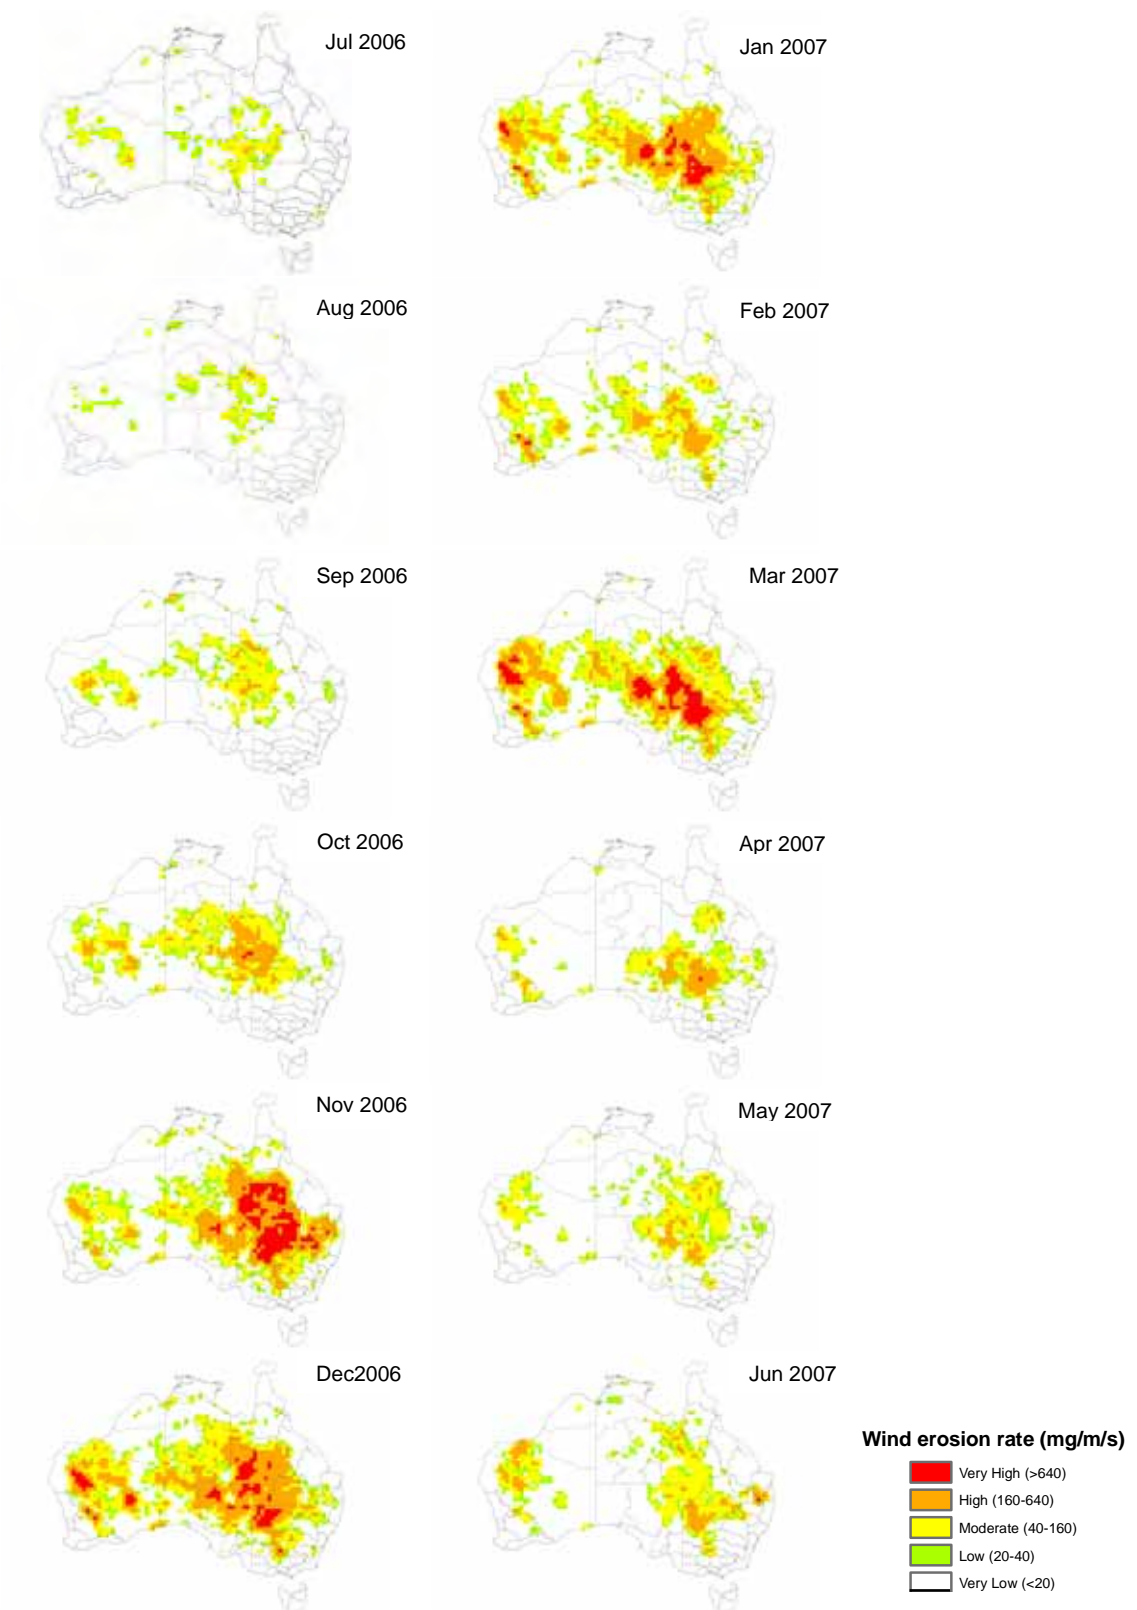 Jul 2006
Jan 2007
Aug 2006
Feb 2007
Sep 2006
Mar 2007
Oct 2006
Apr 2007
Nov 2006
May 2007
Dec2006
Jun 2007
Wind erosion rate (mg/m/s)
Very High (>640)
High (160-640)
Moderate (40-160)
Low (20-40)
Very Low (<20)